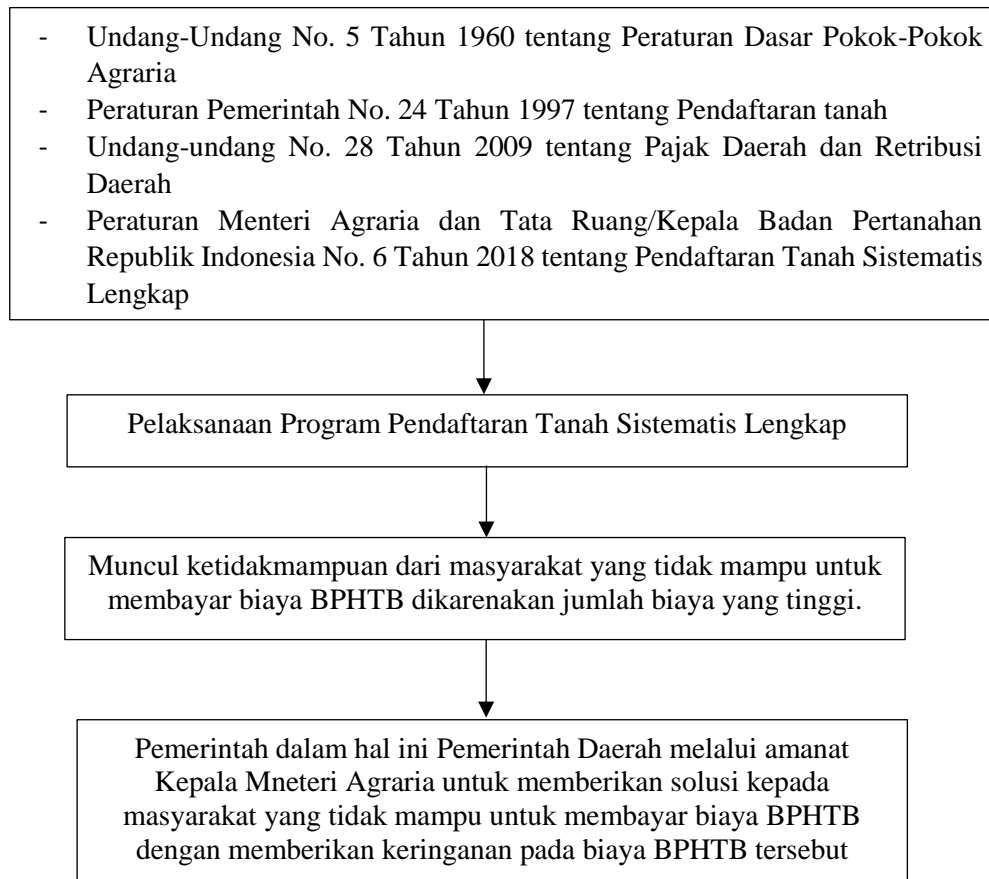 - Undang-Undang No. 5 Tahun 1960 tentang Peraturan Dasar Pokok-Pokok
Agraria
- Peraturan Pemerintah No. 24 Tahun 1997 tentang Pendaftaran tanah
- Undang-undang No. 28 Tahun 2009 tentang Pajak Daerah dan Retribusi
Daerah
- Peraturan Menteri Agraria dan Tata Ruang/Kepala Badan Pertanahan
Republik Indonesia No. 6 Tahun 2018 tentang Pendaftaran Tanah Sistematis
Lengkap
Pelaksanaan Program Pendaftaran Tanah Sistematis Lengkap
Muncul ketidakmampuan dari masyarakat yang tidak mampu untuk
membayar biaya BPHTB dikarenakan jumlah biaya yang tinggi.
Pemerintah dalam hal ini Pemerintah Daerah melalui amanat
Kepala Mneteri Agraria untuk memberikan solusi kepada
masyarakat yang tidak mampu untuk membayar biaya BPHTB
dengan memberikan keringanan pada biaya BPHTB tersebut